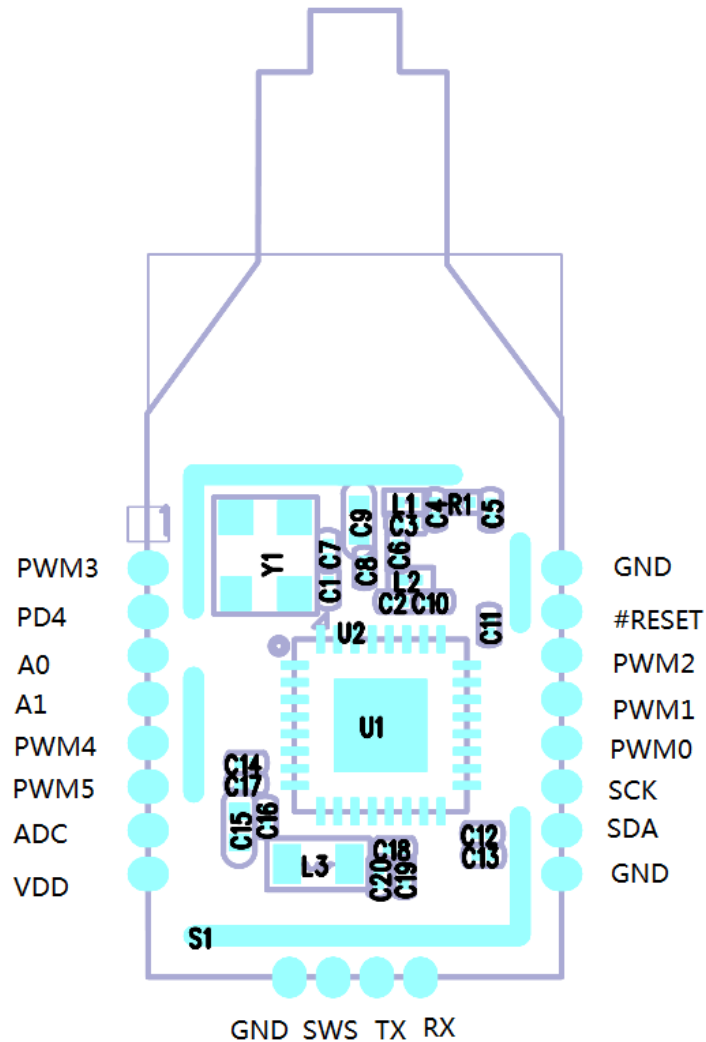 L1
C4
R1
C5
C9
C3
1
Y1
C7
C6
C8
PWM3
GND
L2
C1
C2
C10
PD4
#RESET
C11
U2
A0
PWM2
A1
PWM1
U1
PWM4
PWM0
C14
C17
PWM5
SCK
C15
C16
ADC
SDA
C12
C13
C18
L3
C20
C19
VDD
GND
S1
GND SWS TX RX